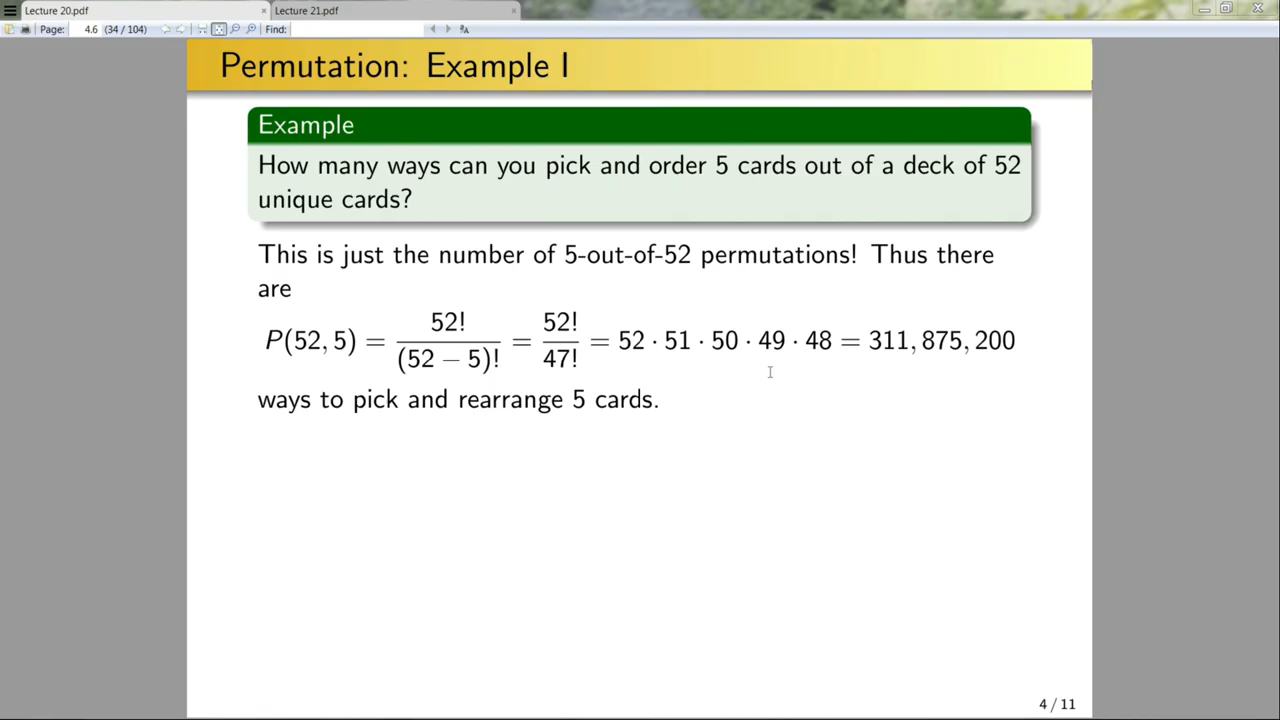 Lecture 20.pdf
Lecture 21.pdf
Page: 4.6 (34 / 104) Find:
Permutation: Example I
Example
How many ways can you pick and order 5 cards out of a deck of 52
unique cards?
This is just the number of 5-out-of-52 permutations! Thus there
are
P(52, 5) = 52! / (52 − 5)! = 52! / 47! = 52 · 51 · 50 · 49 · 48 = 311, 875, 200
ways to pick and rearrange 5 cards.
4 / 11